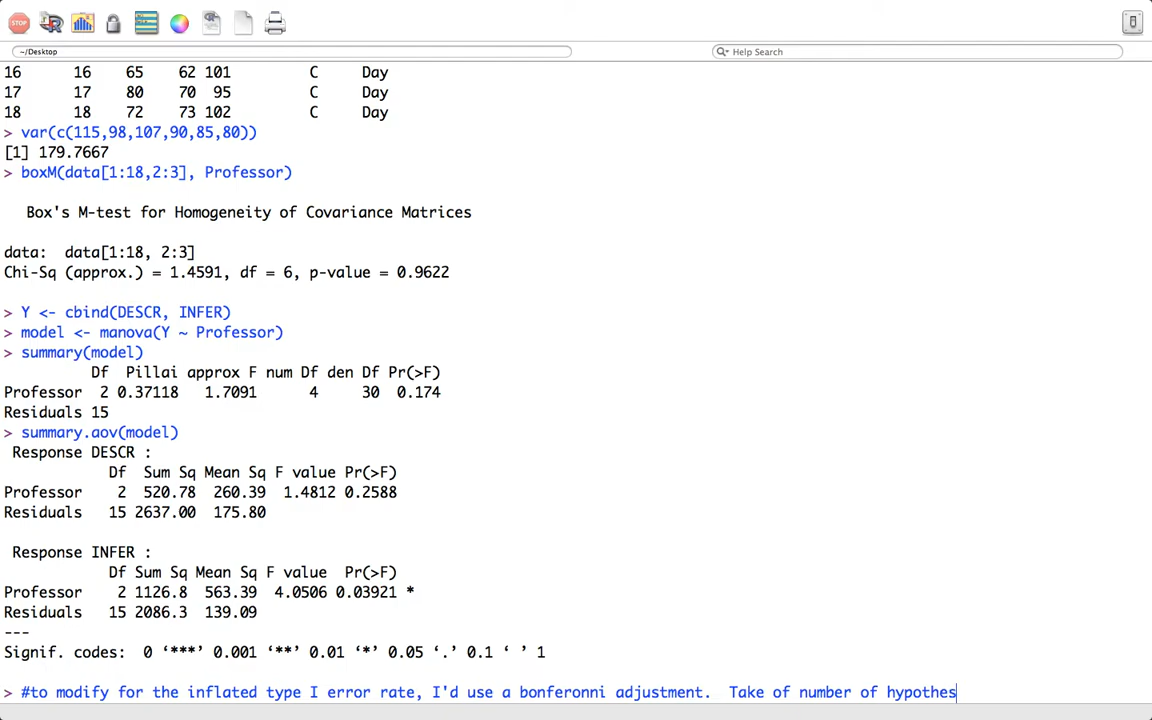 STOP
~/Desktop
Help Search
16 16 65 62 101 C Day
17 17 80 70 95 C Day
18 18 72 73 102 C Day
> var(c(115,98,107,90,85,80))
[1] 179.7667
> boxM(data[1:18,2:3], Professor)
Box's M-test for Homogeneity of Covariance Matrices
data: data[1:18, 2:3]
Chi-Sq (approx.) = 1.4591, df = 6, p-value = 0.9622
> Y <- cbind(DESCR, INFER)
> model <- manova(Y ~ Professor)
> summary(model)
Df Pillai approx F num Df den Df Pr(>F)
Professor 2 0.37118 1.7091 4 30 0.174
Residuals 15
> summary.aov(model)
Response DESCR :
Df Sum Sq Mean Sq F value Pr(>F)
Professor 2 520.78 260.39 1.4812 0.2588
Residuals 15 2637.00 175.80
Response INFER :
Df Sum Sq Mean Sq F value Pr(>F)
Professor 2 1126.8 563.39 4.0506 0.03921 *
Residuals 15 2086.3 139.09
---
Signif. codes: 0 ‘***’ 0.001 ‘**’ 0.01 ‘*’ 0.05 ‘.’ 0.1 ‘ ’ 1
> #to modify for the inflated type I error rate, I'd use a bonferonni adjustment. Take of number of hypothes